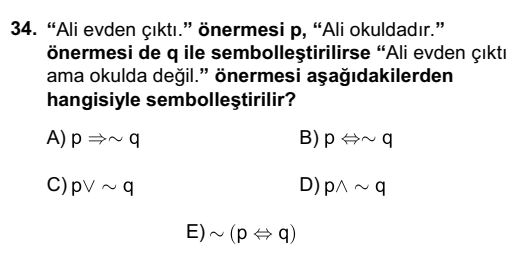 34. “Ali evden çıktı.” önermesi p, “Ali okuldadır.”
önermesi de q ile sembolleştirilirse “Ali evden çıktı
ama okulda değil.” önermesi aşağıdakilerden
hangisiyle sembolleştirilir?
A) p ⇒∼ q B) p ⇔∼ q
C) p∨ ∼ q D) p∧ ∼ q
E) ∼ (p ⇔ q)